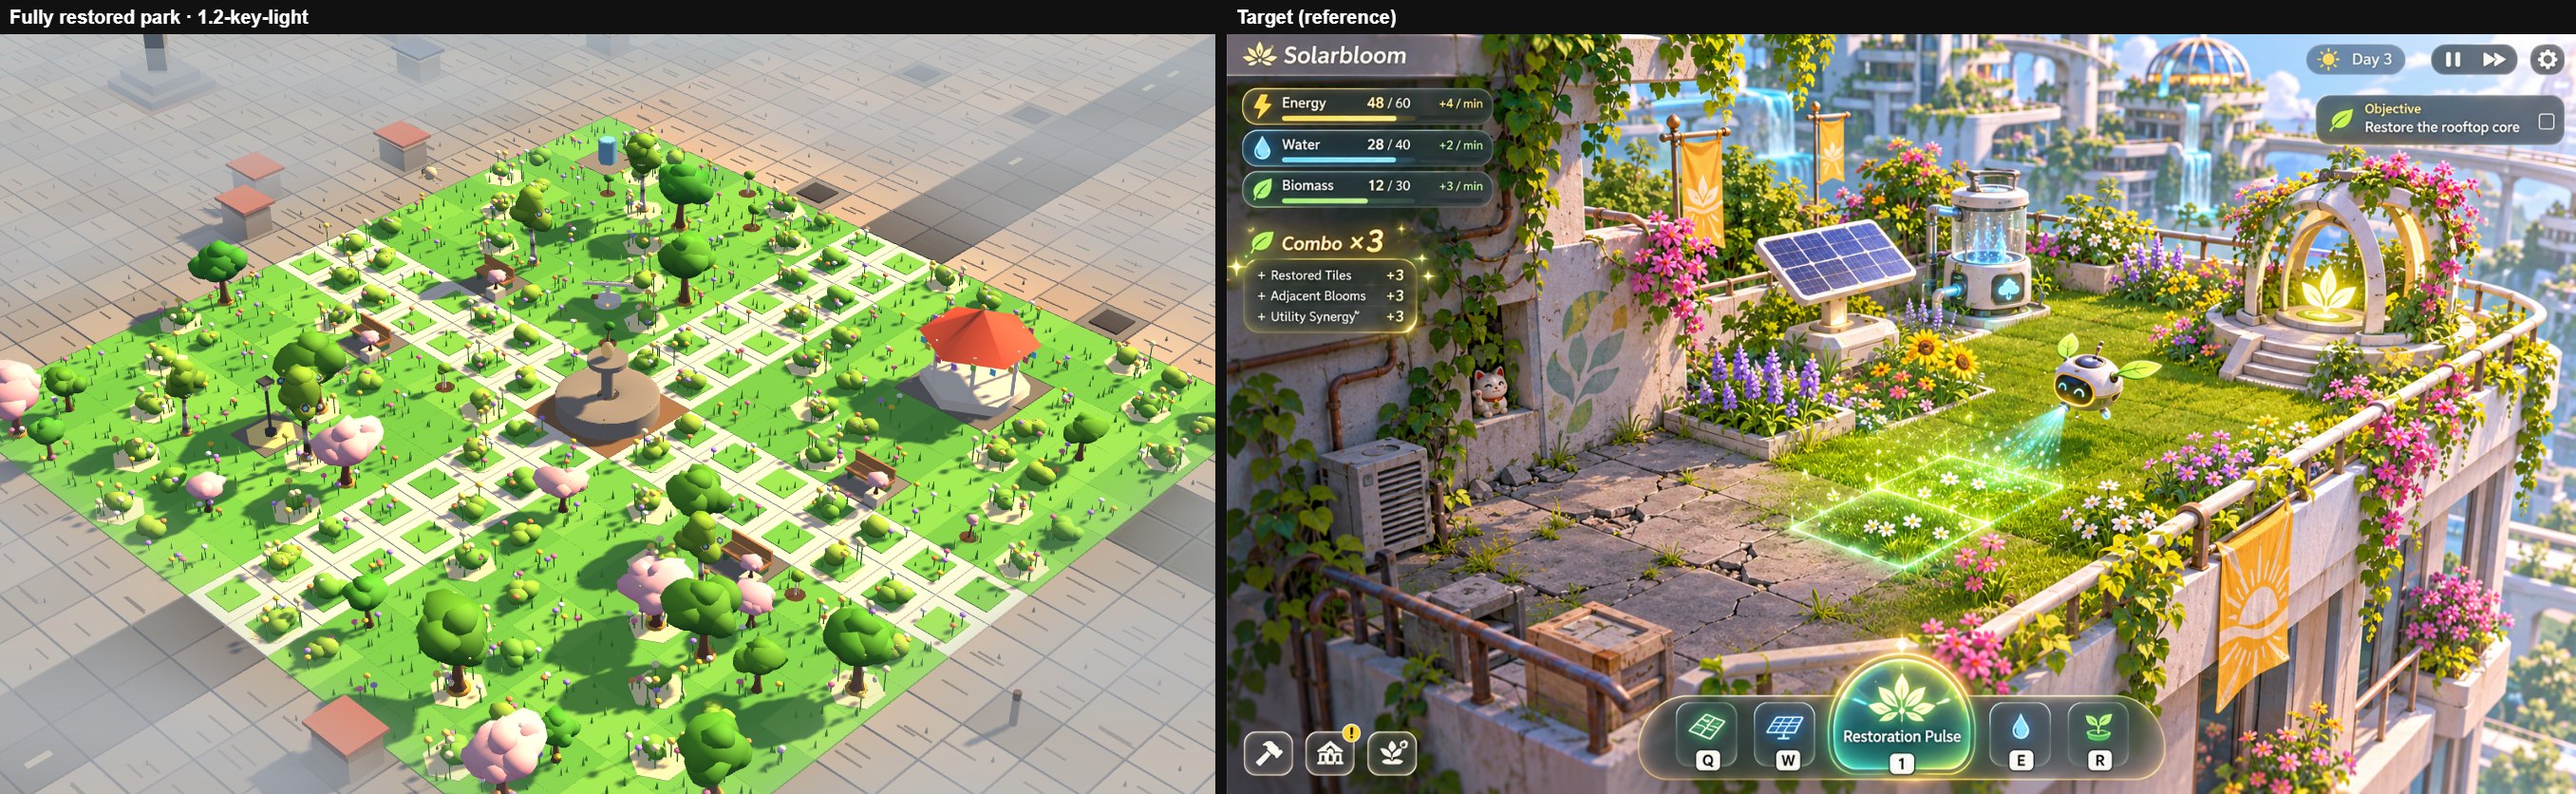 Fully restored park · 1.2-key-light
Target (reference)
Solarbloom
Day 3
Energy 48 / 60 +4 / min
Water 28 / 40 +2 / min
Biomass 12 / 30 +3 / min
Objective
Restore the rooftop core
Combo ×3
+ Restored Tiles +3
+ Adjacent Blooms +3
+ Utility Synergy +3
!
Restoration Pulse
Q W 1 E R